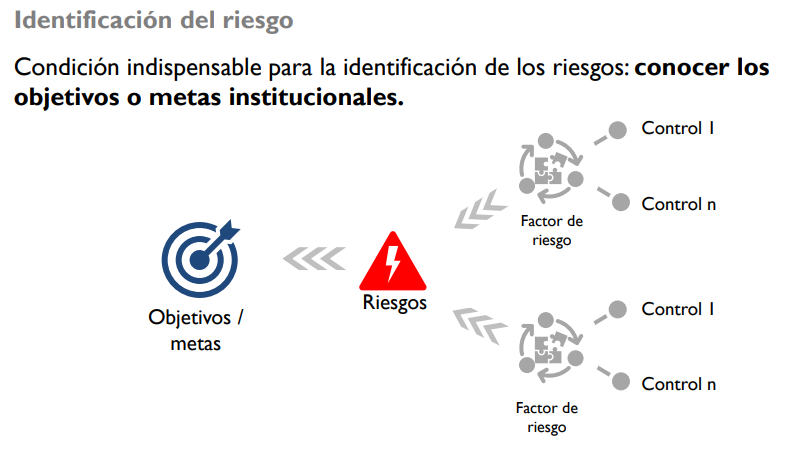 Identificación del riesgo
Condición indispensable para la identificación de los riesgos: conocer los
objetivos o metas institucionales.
Control 1
Control n
Factor de
riesgo
Riesgos
Objetivos /
metas
Control 1
Control n
Factor de
riesgo